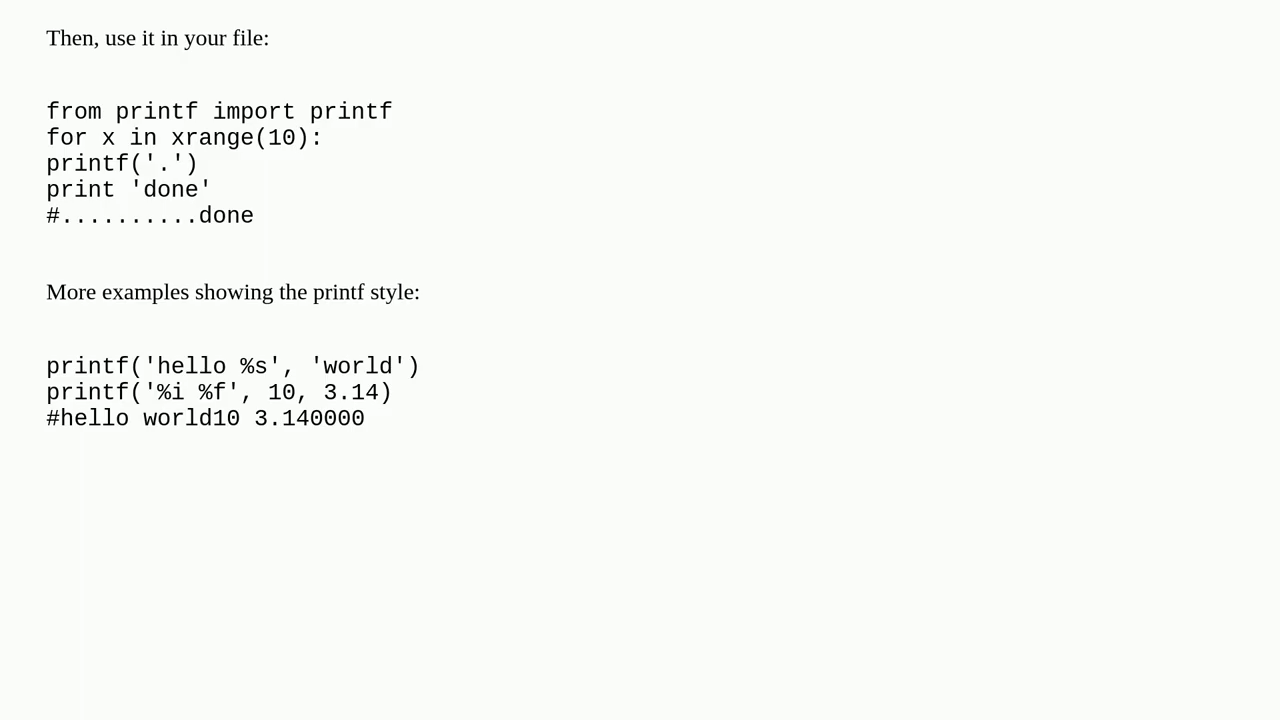 Then, use it in your file:
from printf import printf
for x in xrange(10):
printf('.')
print 'done'
#..........done
More examples showing the printf style:
printf('hello %s', 'world')
printf('%i %f', 10, 3.14)
#hello world10 3.140000